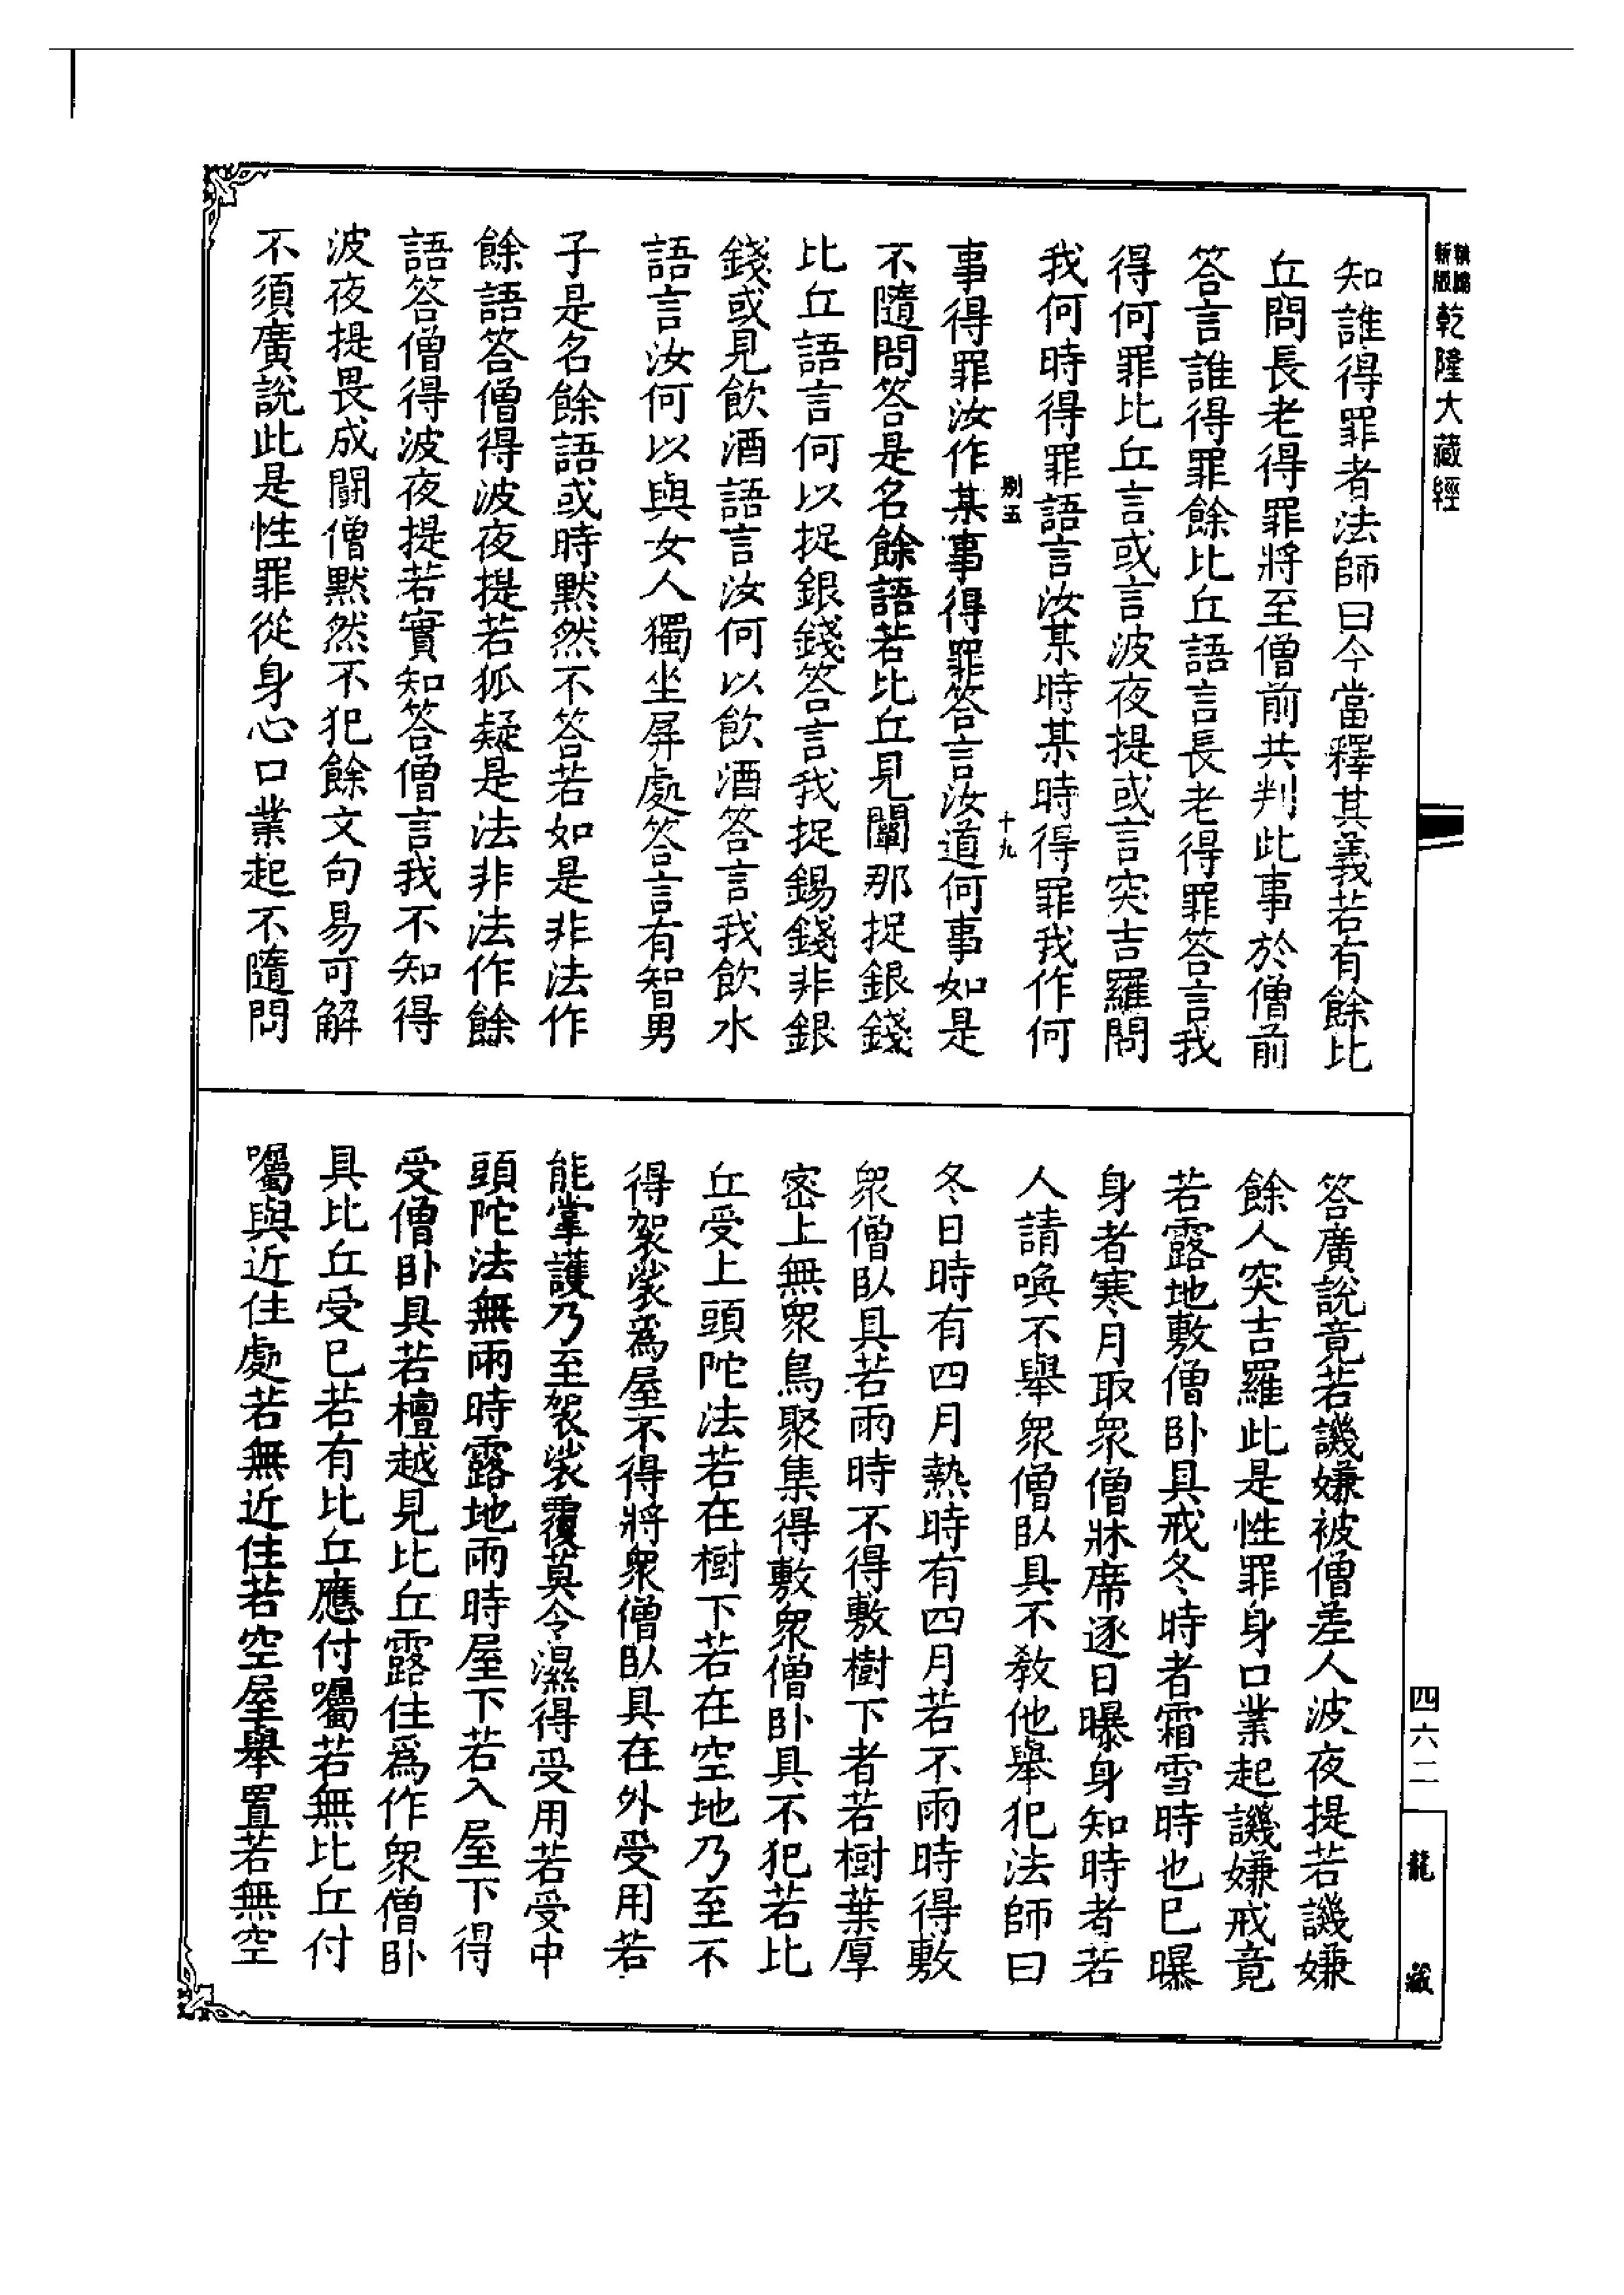 新版
乾隆大藏經
知誰得罪者法師曰今當釋其義若有餘比
丘問長老得罪將至僧前共判此事於僧前
答言誰得罪餘比丘語言長老得罪答言我
得何罪比丘言或言波夜提或言突吉羅問
我何時得罪語言汝某時某時得罪我作何
別五
十九
事得罪汝作某事得罪答言汝道何事如是
不隨問答是名餘語若比丘見闡那捉銀錢
比丘語言何以捉銀錢答言我捉錫錢非銀
錢或見飲酒語言汝何以飲酒答言我飲水
語言汝何以與女人獨坐屏處答言有智男
子是名餘語或時默然不答若如是非法作
餘語答僧得波夜提若狐疑是法非法作餘
語答僧得波夜提若實知答僧言我不知得
波夜提畏成鬬僧默然不犯餘文句易可解
不須廣說此是性罪從身心口業起不隨問
答廣說竟若譏嫌被僧差人波夜提若譏嫌
餘人突吉羅此是性罪身口業起譏嫌戒竟
若露地敷僧卧具戒冬時者霜雪時也巳曝
身者寒月取眾僧牀席逐日曝身知時者若
人請喚不舉眾僧臥具不教他舉犯法師曰
冬日時有四月熱時有四月若不雨時得敷
眾僧臥具若雨時不得敷樹下者若樹葉厚
密上無眾鳥聚集得敷眾僧卧具不犯若比
丘受上頭陀法若在樹下若在空地乃至不
得袈裟為屋不得將眾僧臥具在外受用若
能掌護乃至袈裟覆莫令濕得受用若受中
頭陀法無雨時露地雨時屋下若入屋下得
受僧卧具若檀越見比丘露住為作眾僧卧
具比丘受巳若有比丘應付囑若無比丘付
囑與近住處若無近住若空屋舉置若無空
四六二
龍藏